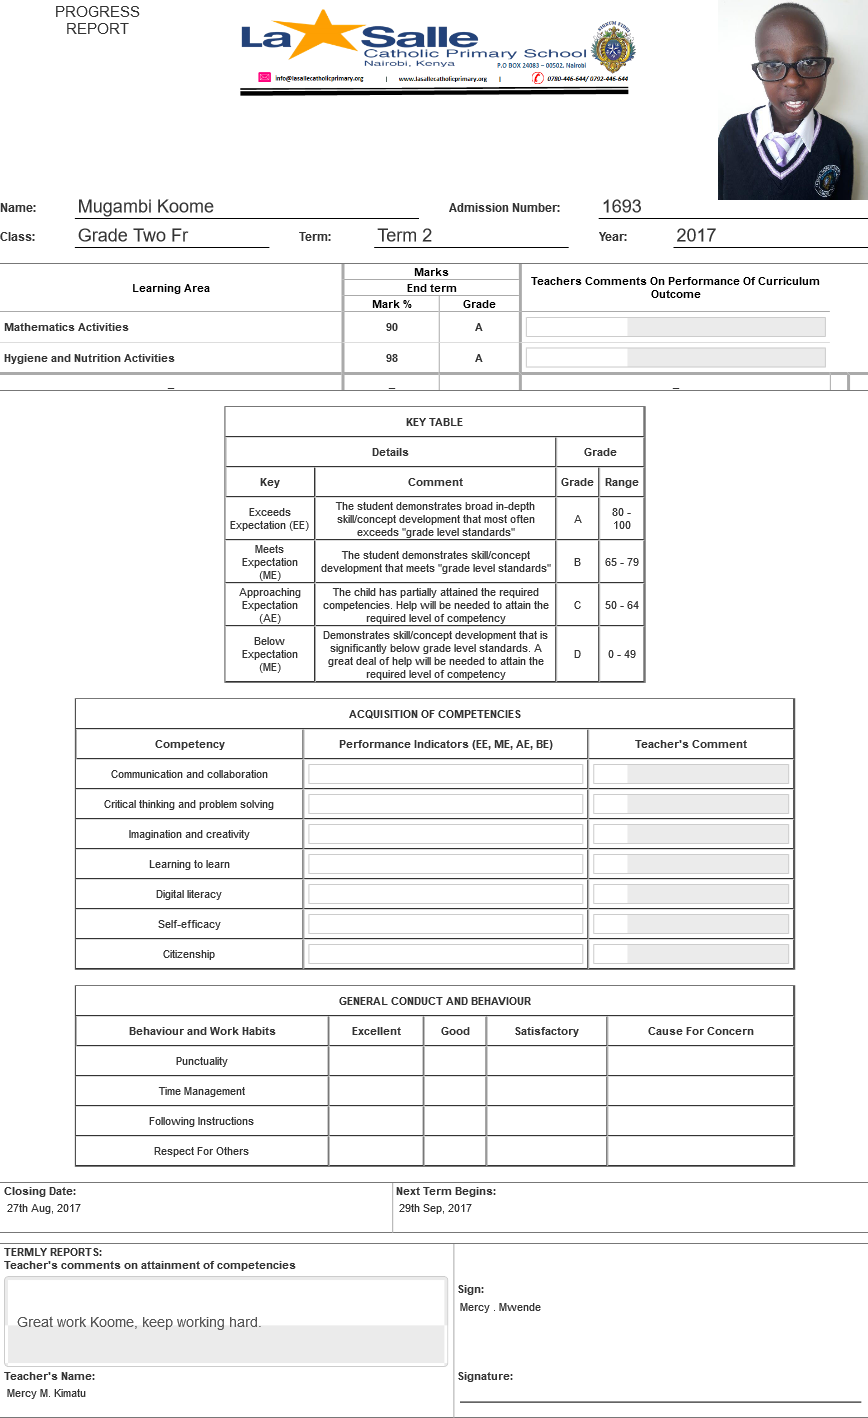 PROGRESS
REPORT
La Salle
Catholic Primary School
Nairobi, Kenya
P.O BOX 24083 – 00502, Nairobi
info@lasallecatholicprimary.org | www.lasallecatholicprimary.org | 0780-446-644/ 0792-446-644
Name: Mugambi Koome Admission Number: 1693
Class: Grade Two Fr Term: Term 2 Year: 2017
Learning Area Marks Teachers Comments On Performance Of Curriculum Outcome
End term
Mark % Grade
Mathematics Activities 90 A
Hygiene and Nutrition Activities 98 A
_ _ _
KEY TABLE
Details Grade
Key Comment Grade Range
Exceeds Expectation (EE) The student demonstrates broad in-depth skill/concept development that most often exceeds "grade level standards" A 80 - 100
Meets Expectation (ME) The student demonstrates skill/concept development that meets "grade level standards" B 65 - 79
Approaching Expectation (AE) The child has partially attained the required competencies. Help will be needed to attain the required level of competency C 50 - 64
Below Expectation (ME) Demonstrates skill/concept development that is significantly below grade level standards. A great deal of help will be needed to attain the required level of competency D 0 - 49
ACQUISITION OF COMPETENCIES
Competency Performance Indicators (EE, ME, AE, BE) Teacher's Comment
Communication and collaboration
Critical thinking and problem solving
Imagination and creativity
Learning to learn
Digital literacy
Self-efficacy
Citizenship
GENERAL CONDUCT AND BEHAVIOUR
Behaviour and Work Habits Excellent Good Satisfactory Cause For Concern
Punctuality
Time Management
Following Instructions
Respect For Others
Closing Date: Next Term Begins:
27th Aug, 2017 29th Sep, 2017
TERMLY REPORTS:
Teacher's comments on attainment of competencies
Great work Koome, keep working hard.
Sign:
Mercy . Mwende
Teacher's Name: Signature:
Mercy M. Kimatu